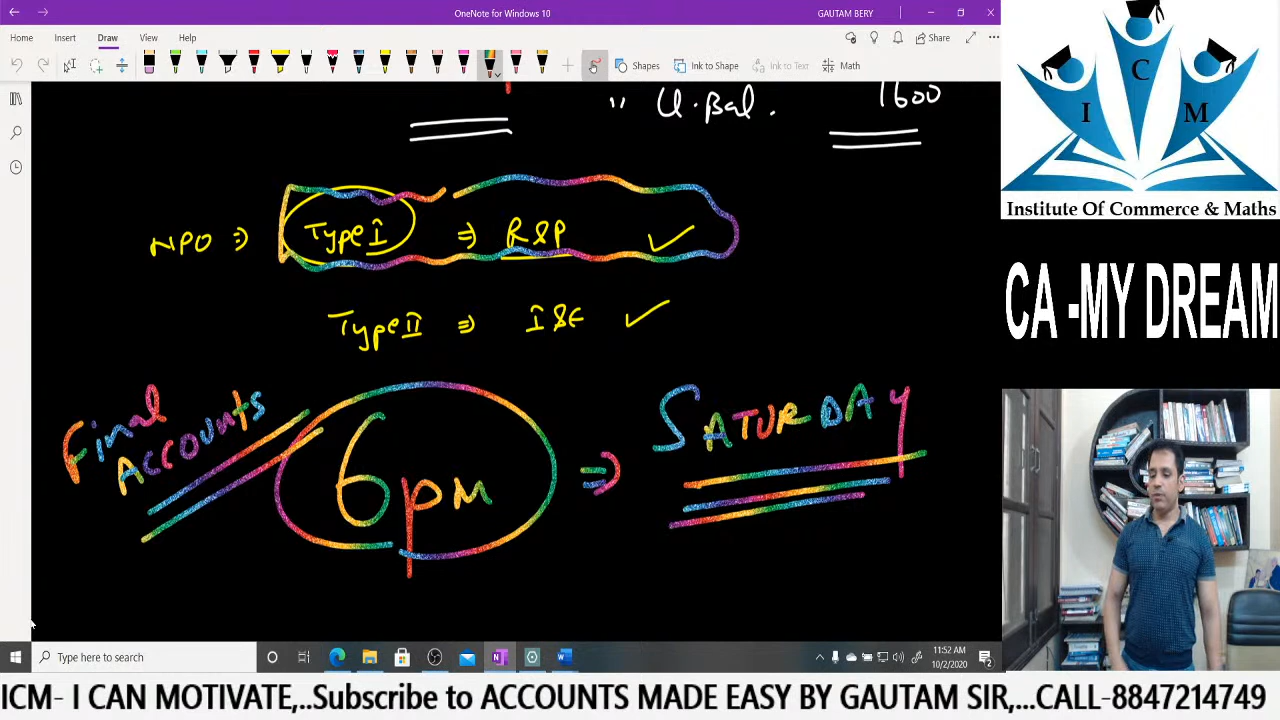 OneNote for Windows 10
GAUTAM BERY
Home Insert Draw View Help
Share
Shapes Ink to Shape Ink to Text Math
" U.Bal. 1600
NPO ⇒ Type I ⇒ R&P ✓
Type II ⇒ I&E ✓
Final Accounts
6pm ⇒ SATURDAY
I C M
Institute Of Commerce & Maths
CA -MY DREAM
Type here to search
11:52 AM
10/2/2020
2
ICM- I CAN MOTIVATE,..Subscribe to ACCOUNTS MADE EASY BY GAUTAM SIR,...CALL-8847214749